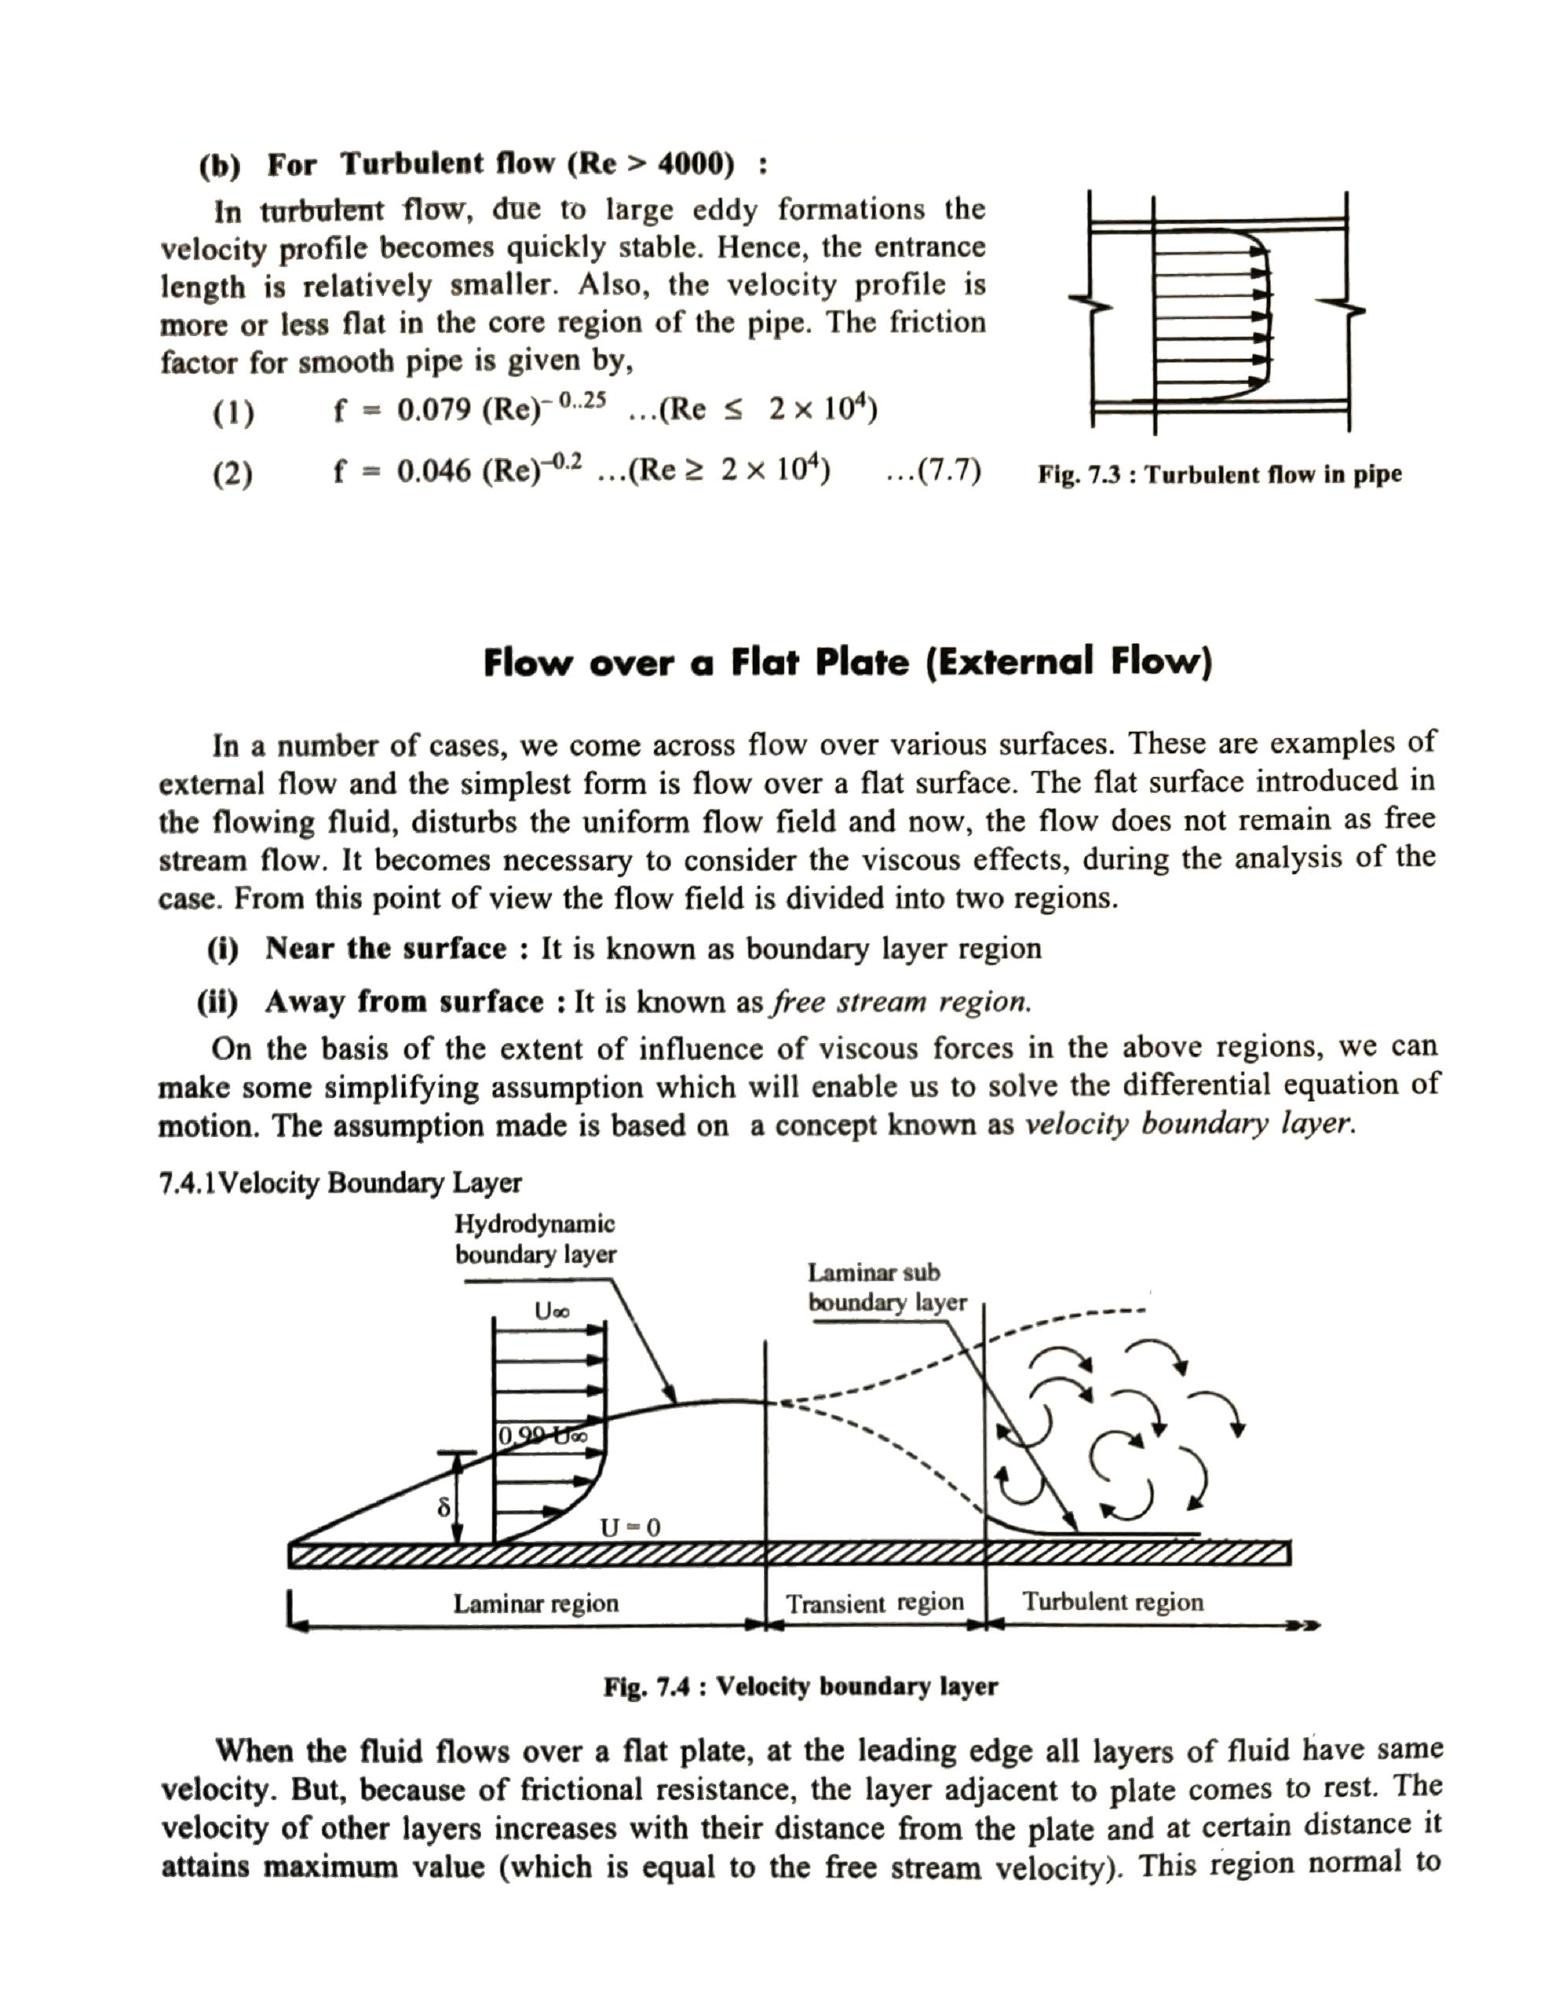 (b) For Turbulent flow (Re > 4000) :
In turbulent flow, due to large eddy formations the
velocity profile becomes quickly stable. Hence, the entrance
length is relatively smaller. Also, the velocity profile is
more or less flat in the core region of the pipe. The friction
factor for smooth pipe is given by,
(1) f = 0.079 (Re)^– 0..25 ...(Re ≤ 2 × 10⁴)
(2) f = 0.046 (Re)^–0.2 ...(Re ≥ 2 × 10⁴) ...(7.7)
Fig. 7.3 : Turbulent flow in pipe
Flow over a Flat Plate (External Flow)
In a number of cases, we come across flow over various surfaces. These are examples of
external flow and the simplest form is flow over a flat surface. The flat surface introduced in
the flowing fluid, disturbs the uniform flow field and now, the flow does not remain as free
stream flow. It becomes necessary to consider the viscous effects, during the analysis of the
case. From this point of view the flow field is divided into two regions.
(i) Near the surface : It is known as boundary layer region
(ii) Away from surface : It is known as free stream region.
On the basis of the extent of influence of viscous forces in the above regions, we can
make some simplifying assumption which will enable us to solve the differential equation of
motion. The assumption made is based on a concept known as velocity boundary layer.
7.4.1 Velocity Boundary Layer
Hydrodynamic
boundary layer
Laminar sub
boundary layer
U∞
0.99 U∞
δ
U = 0
Laminar region
Transient region
Turbulent region
Fig. 7.4 : Velocity boundary layer
When the fluid flows over a flat plate, at the leading edge all layers of fluid have same
velocity. But, because of frictional resistance, the layer adjacent to plate comes to rest. The
velocity of other layers increases with their distance from the plate and at certain distance it
attains maximum value (which is equal to the free stream velocity). This region normal to